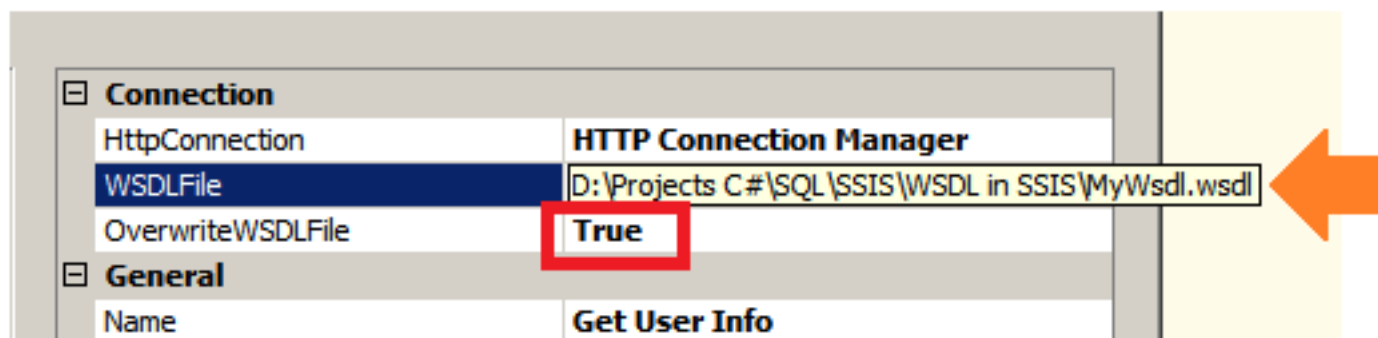 Connection
HttpConnection HTTP Connection Manager
WSDLFile D:\Projects C#\SQL\SSIS\WSDL in SSIS\MyWsdl.wsdl
OverwriteWSDLFile True
General
Name Get User Info